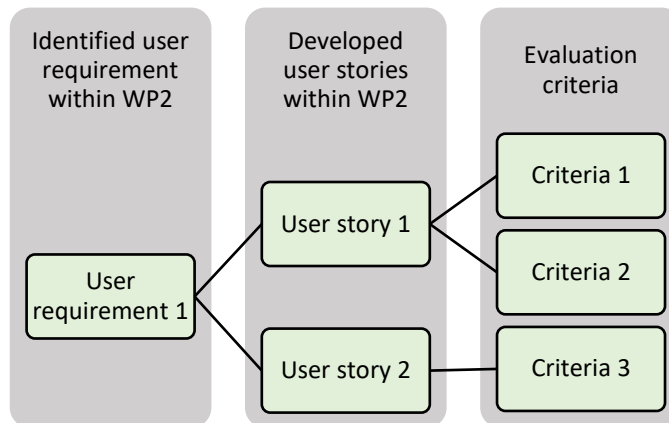 Identified user
requirement
within WP2
Developed
user stories
within WP2
Evaluation
criteria
User
requirement 1
User story 1
User story 2
Criteria 1
Criteria 2
Criteria 3